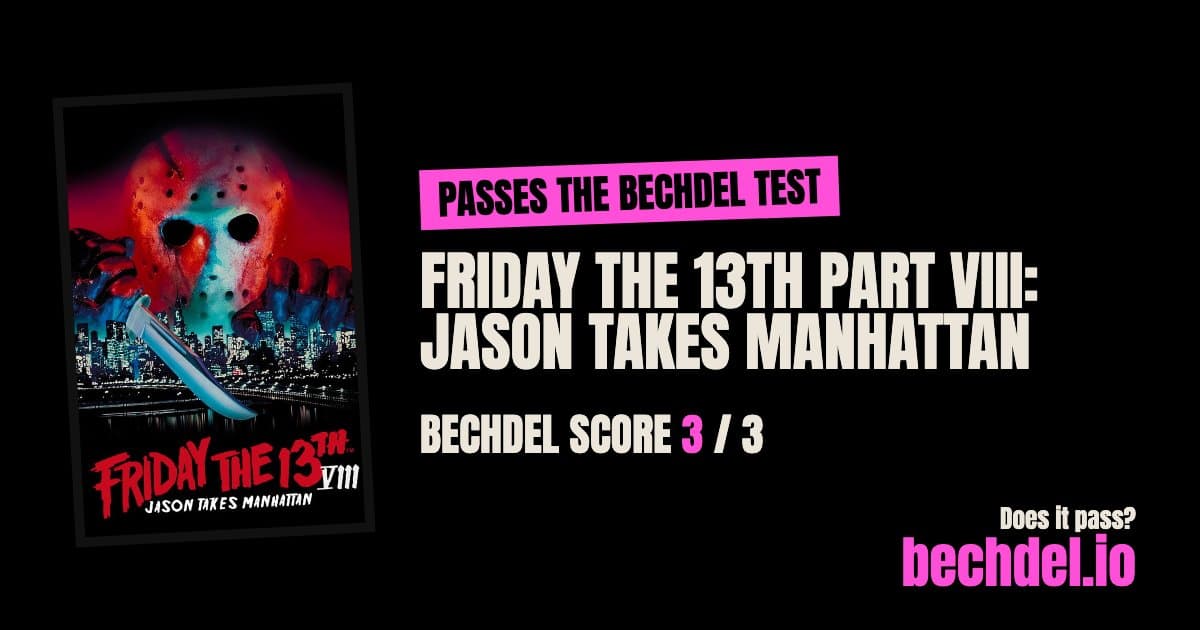 FRIDAY THE 13TH
VIII
JASON TAKES MANHATTAN
PASSES THE BECHDEL TEST
FRIDAY THE 13TH PART VIII:
JASON TAKES MANHATTAN
BECHDEL SCORE 3 / 3
Does it pass?
bechdel.io